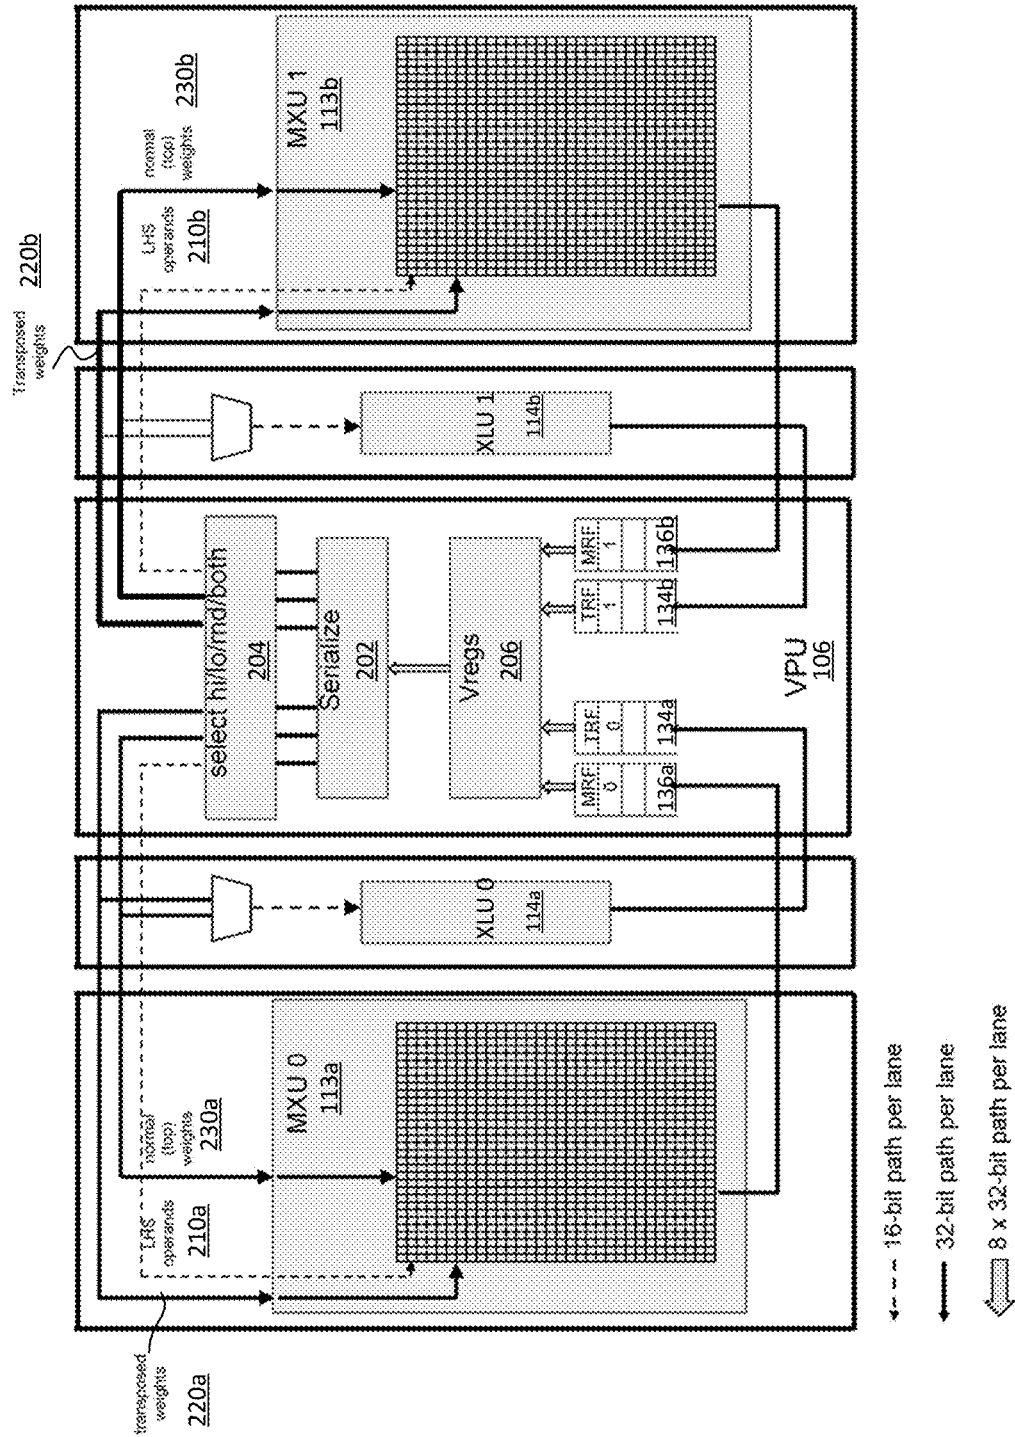 Transposed
weights
220b
normal
(top)
weights
230b
LHS
operands
210b
MXU 1
113b
XLU 1
114b
select hi/lo/md/both
204
Serialize
202
Vregs
206
MRF
1
136b
TRF
1
134b
TRF
0
134a
MRF
0
136a
VPU
106
XLU 0
114a
MXU 0
113a
normal
(top)
weights
230a
LHS
operands
210a
transposed
weights
220a
16-bit path per lane
32-bit path per lane
8 x 32-bit path per lane